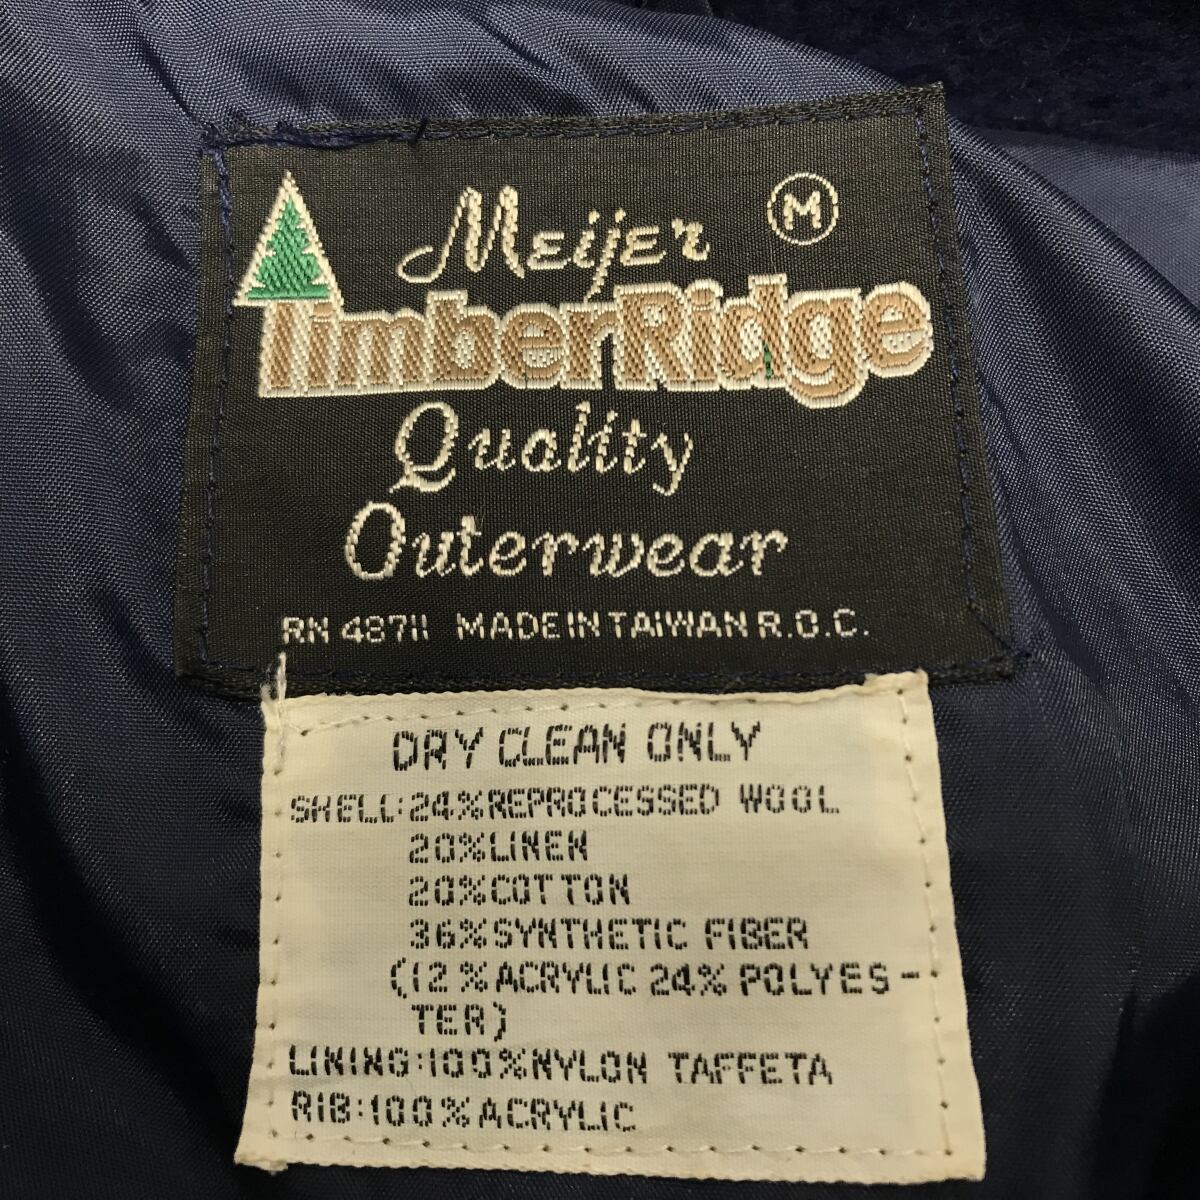 Meijer M
TimberRidge
Quality
Outerwear
RN 48711 MADE IN TAIWAN R.O.C.
DRY CLEAN ONLY
SHELL:24%REPROCESSED WOOL
20%LINEN
20%COTTON
36%SYNTHETIC FIBER
(12%ACRYLIC 24% POLYES-
TER)
LINING:100%NYLON TAFFETA
RIB:100%ACRYLIC